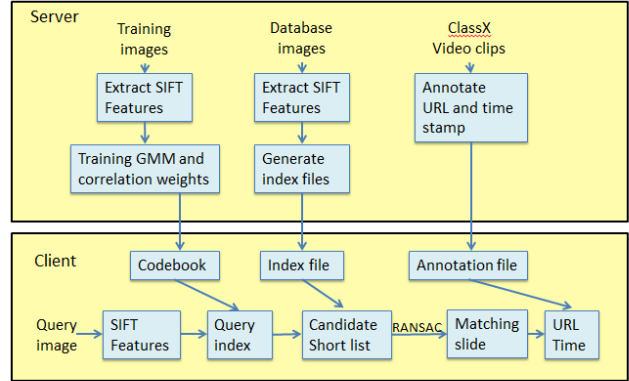 Server
Training
images
Database
images
ClassX
Video clips
Extract SIFT
Features
Extract SIFT
Features
Annotate
URL and time
stamp
Training GMM and
correlation weights
Generate
index files
Client
Codebook
Index file
Annotation file
Query
image
SIFT
Features
Query
index
Candidate
Short list
RANSAC
Matching
slide
URL
Time